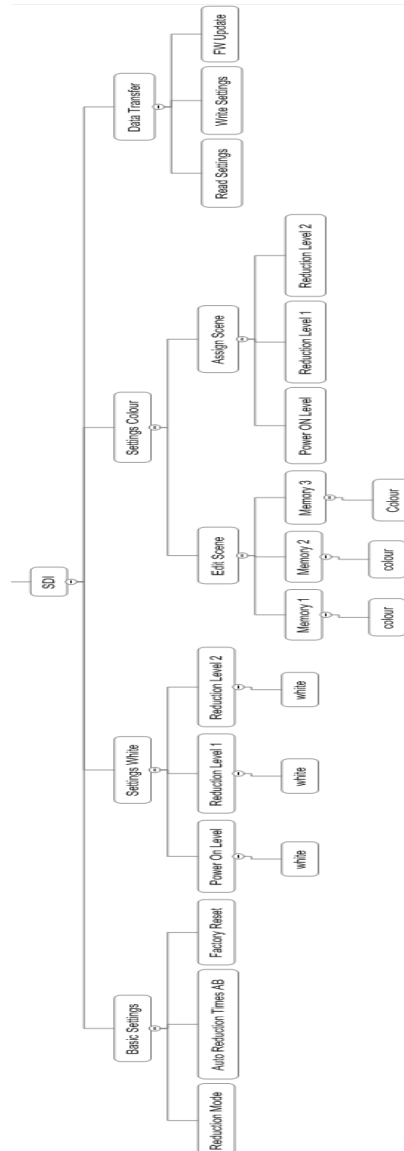 SDI
Basic Settings
Settings White
Settings Colour
Data Transfer
Reduction Mode
Auto Reduction Times AB
Factory Reset
Power On Level
Reduction Level 1
Reduction Level 2
Edit Scene
Assign Scene
Read Settings
Write Settings
FW Update
white
white
white
Memory 1
Memory 2
Memory 3
Power ON Level
Reduction Level 1
Reduction Level 2
colour
colour
Colour